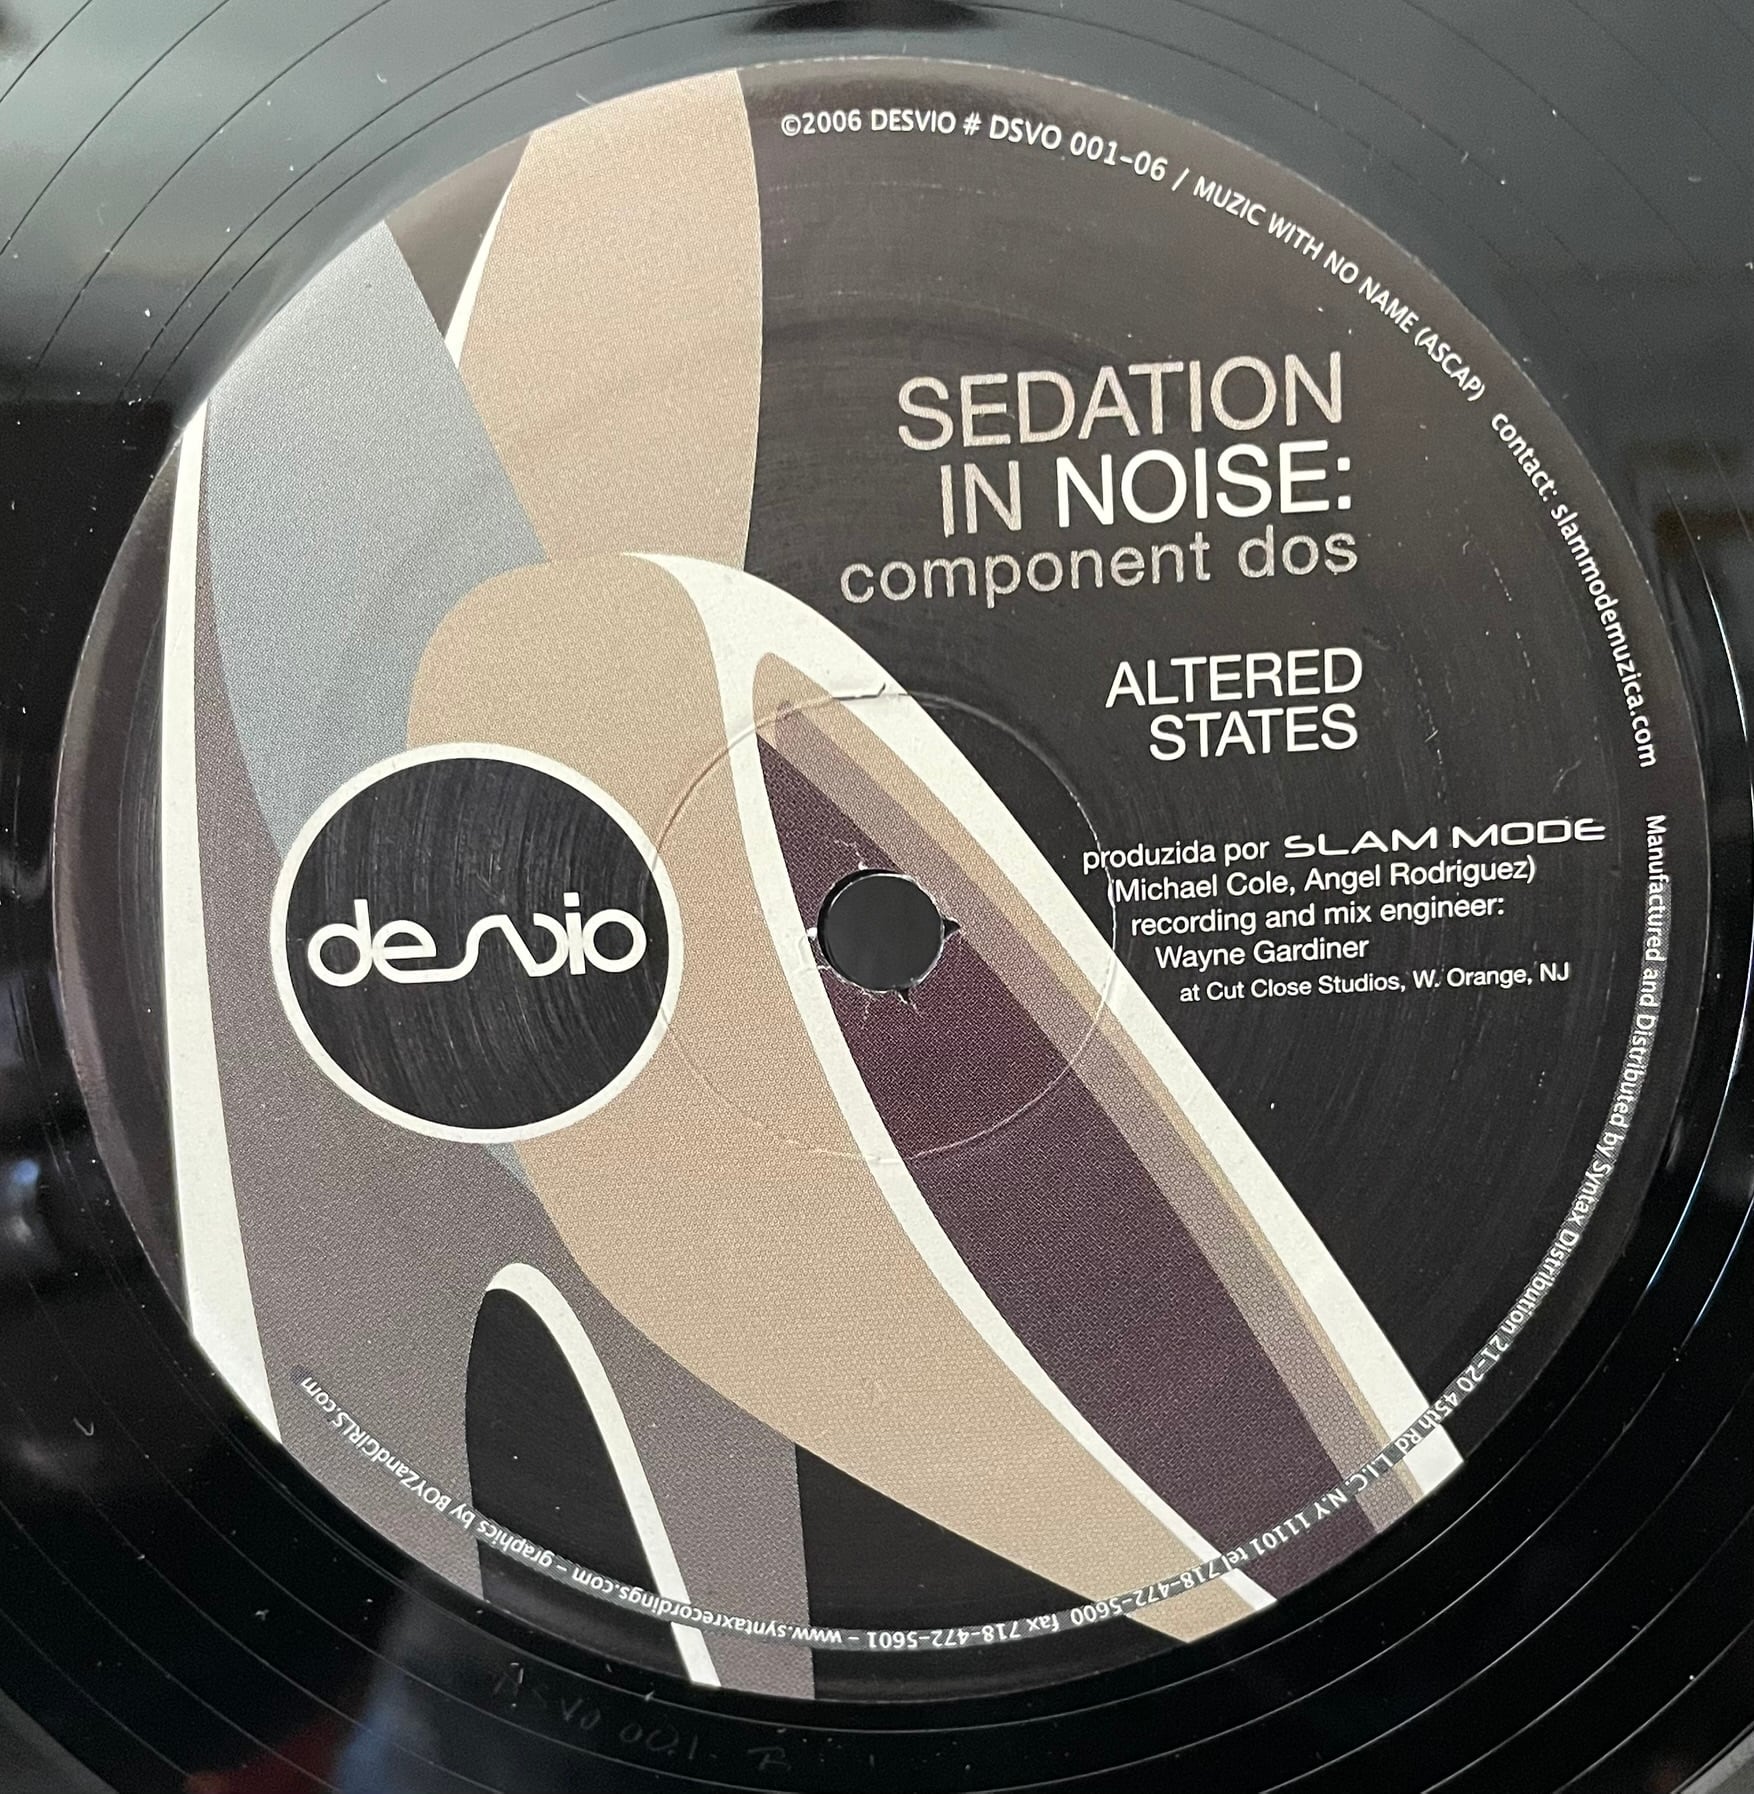 ©2006 DESVIO # DSVO 001-06 / MUZIC WITH NO NAME (ASCAP) contact: slammodemuzica.com
SEDATION
IN NOISE:
component dos
ALTERED
STATES
produzida por SLAM MODE
(Michael Cole, Angel Rodriguez)
recording and mix engineer:
Wayne Gardiner
at Cut Close Studios, W. Orange, NJ
desvio
Manufactured and Distributed by Syntax Distribution 21-20 45th Rd. L.I.C. N.Y 11101 tel 718-472-5600 fax 718-472-5601 - www.syntaxrecordings.com - graphics by BOYZandGIRLS.com